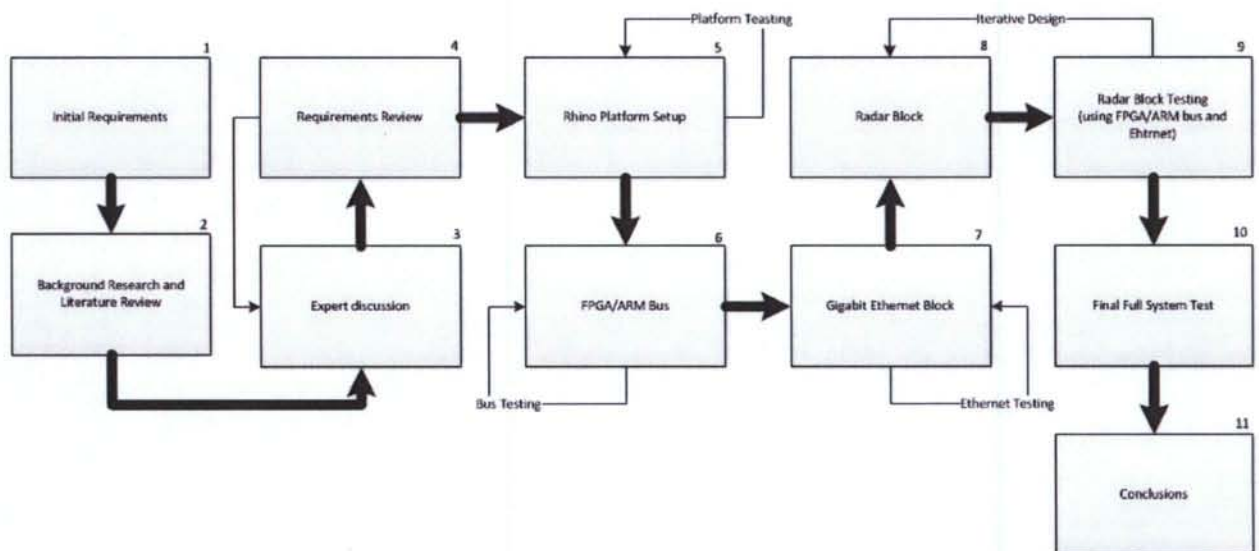 1
Initial Requirements
2
Background Research and
Literature Review
3
Expert discussion
4
Requirements Review
Platform Teasting
5
Rhino Platform Setup
6
FPGA/ARM Bus
Bus Testing
7
Gigabit Ethernet Block
Ethernet Testing
8
Radar Block
Iterative Design
9
Radar Block Testing
(using FPGA/ARM bus and
Ehtrnet)
10
Final Full System Test
11
Conclusions